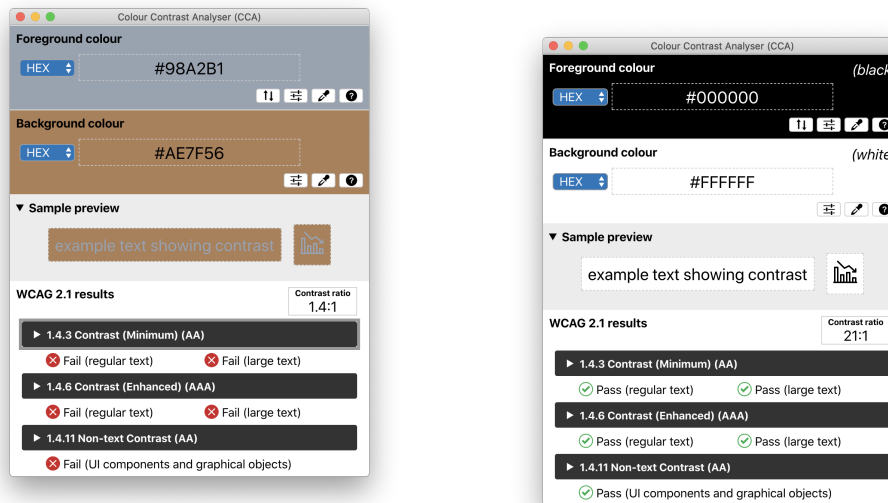 Colour Contrast Analyser (CCA)
Foreground colour
HEX
#98A2B1
Background colour
HEX
#AE7F56
▼ Sample preview
example text showing contrast
WCAG 2.1 results
Contrast ratio
1.4:1
▶ 1.4.3 Contrast (Minimum) (AA)
Fail (regular text) Fail (large text)
▶ 1.4.6 Contrast (Enhanced) (AAA)
Fail (regular text) Fail (large text)
▶ 1.4.11 Non-text Contrast (AA)
Fail (UI components and graphical objects)
Colour Contrast Analyser (CCA)
Foreground colour (black
HEX
#000000
Background colour (white
HEX
#FFFFFF
▼ Sample preview
example text showing contrast
WCAG 2.1 results
Contrast ratio
21:1
▶ 1.4.3 Contrast (Minimum) (AA)
Pass (regular text) Pass (large text)
▶ 1.4.6 Contrast (Enhanced) (AAA)
Pass (regular text) Pass (large text)
▶ 1.4.11 Non-text Contrast (AA)
Pass (UI components and graphical objects)